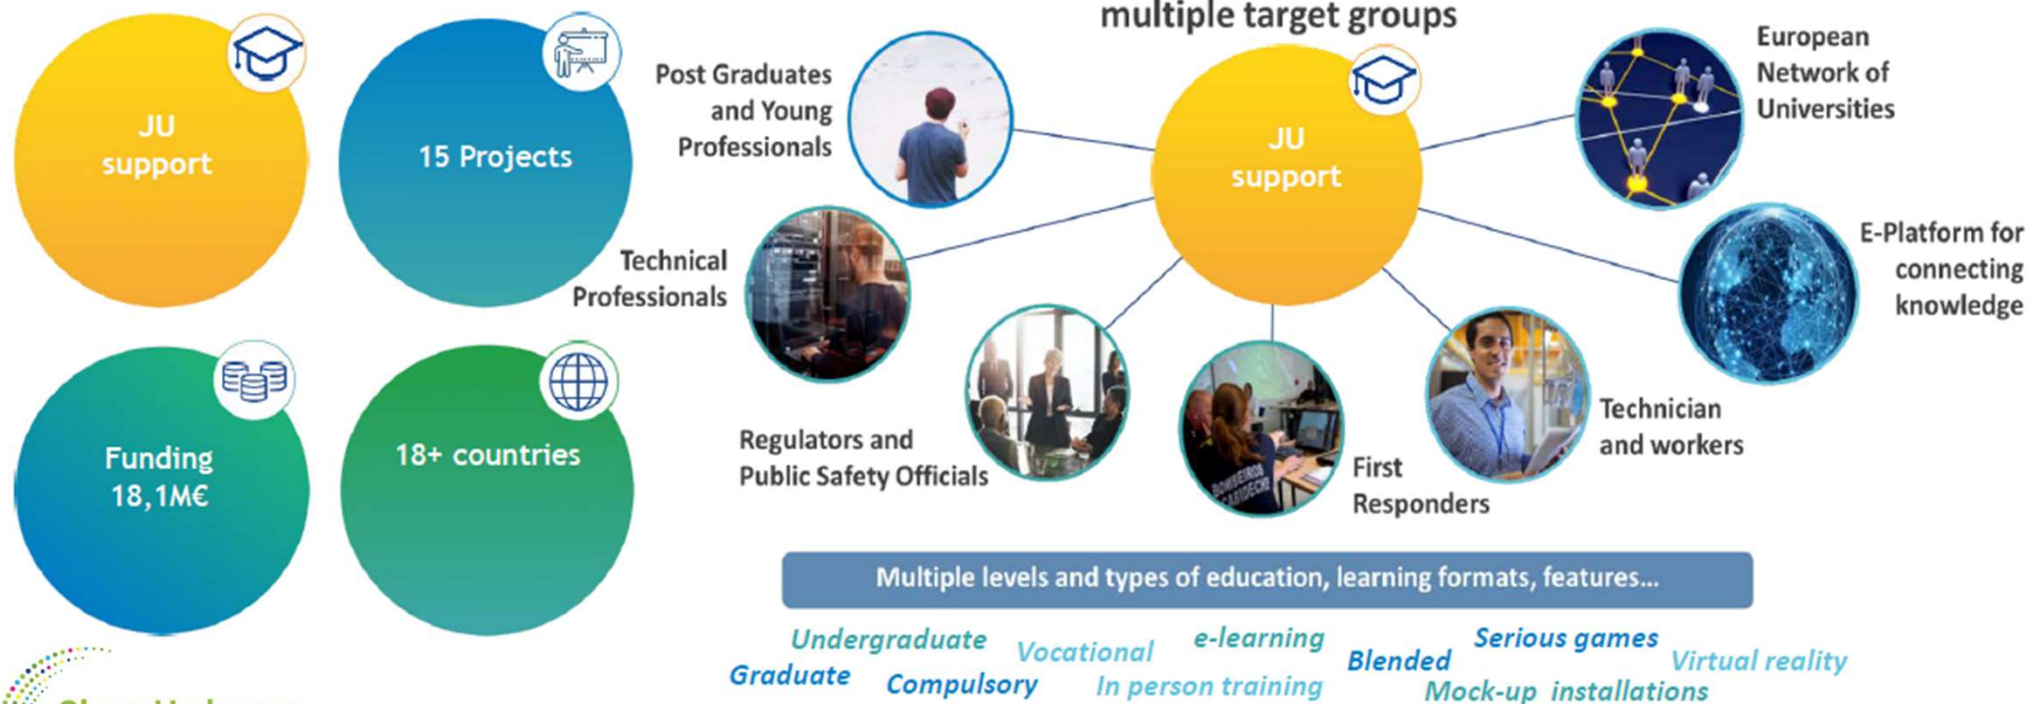 JU
support
15 Projects
Funding
18,1M€
18+ countries
multiple target groups
Post Graduates
and Young
Professionals
JU
support
European
Network of
Universities
Technical
Professionals
E-Platform for
connecting
knowledge
Regulators and
Public Safety Officials
BOMBEIROS
First
Responders
Technician
and workers
Multiple levels and types of education, learning formats, features...
Undergraduate
Vocational
e-learning
Blended
Serious games
Virtual reality
Graduate
Compulsory
In person training
Mock-up installations